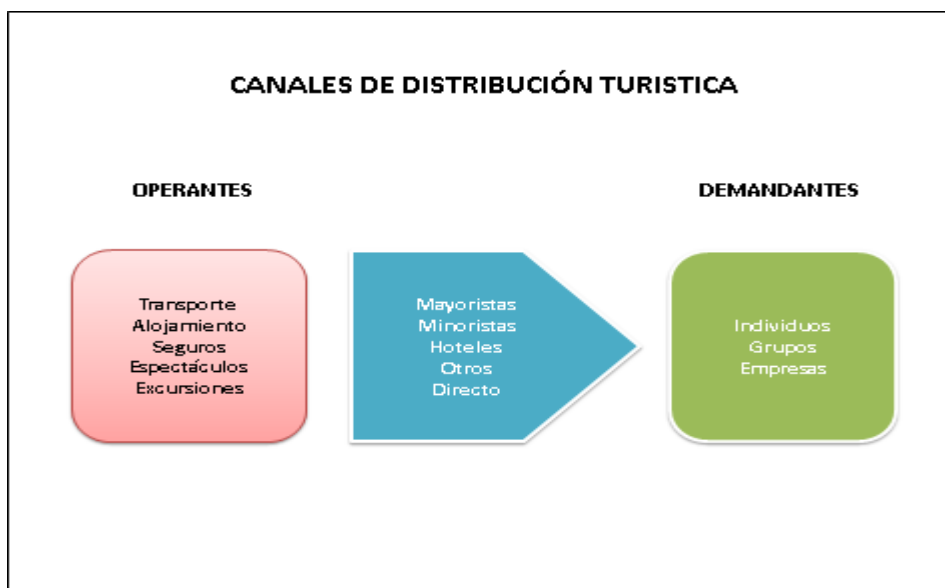 CANALES DE DISTRIBUCIÓN TURISTICA
OPERANTES
DEMANDANTES
Transporte
Alojamiento
Seguros
Espectáculos
Excursiones
Mayoristas
Minoristas
Hoteles
Otros
Directo
Individuos
Grupos
Empresas